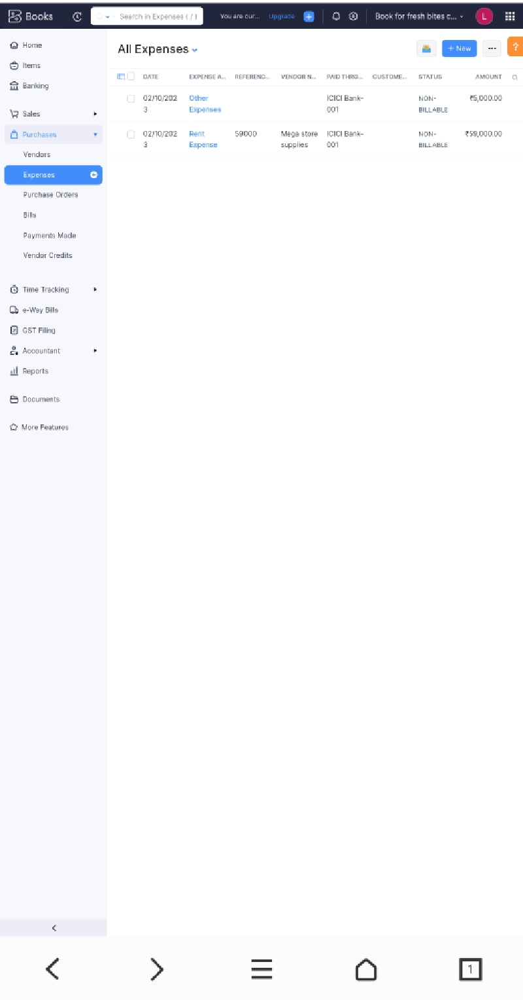 Books
Search in Expenses ( / )
You are cur...
Upgrade
Book for fresh bites c...
L
Home
Items
Banking
Sales
Purchases
Vendors
Expenses
Purchase Orders
Bills
Payments Made
Vendor Credits
Time Tracking
e-Way Bills
GST Filing
Accountant
Reports
Documents
More Features
All Expenses
+ New
?
DATE EXPENSE A... REFERENC... VENDOR N... PAID THRO... CUSTOME... STATUS AMOUNT
02/10/202 Other ICICI Bank- NON- ₹5,000.00
3 Expenses 001 BILLABLE
02/10/202 Rent 59000 Mega store ICICI Bank- NON- ₹59,000.00
3 Expense supplies 001 BILLABLE
1